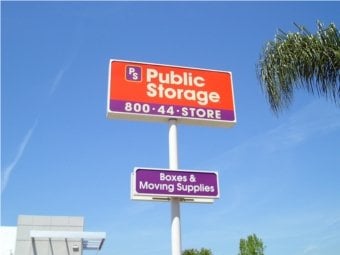 PS
Public
Storage
800·44·STORE
Boxes &
Moving Supplies